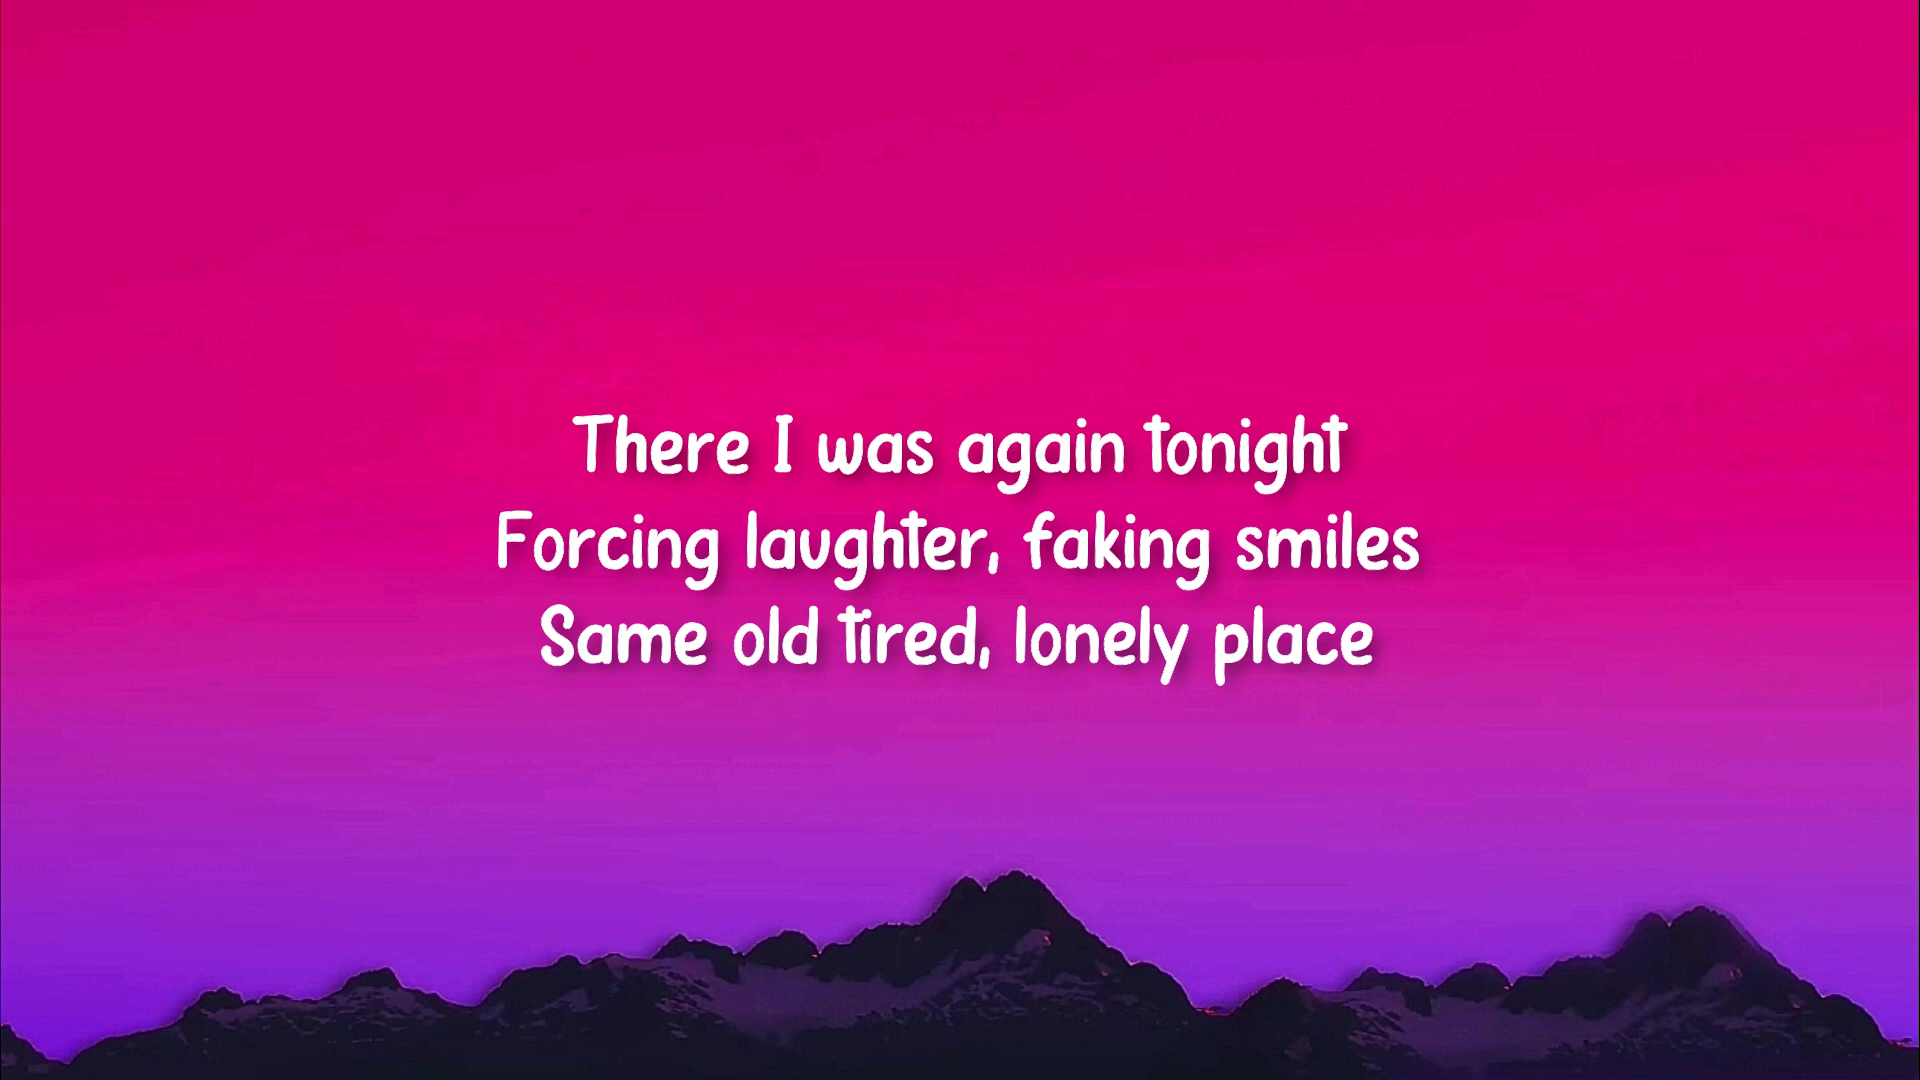 There I was again tonight
Forcing laughter, faking smiles
Same old tired, lonely place